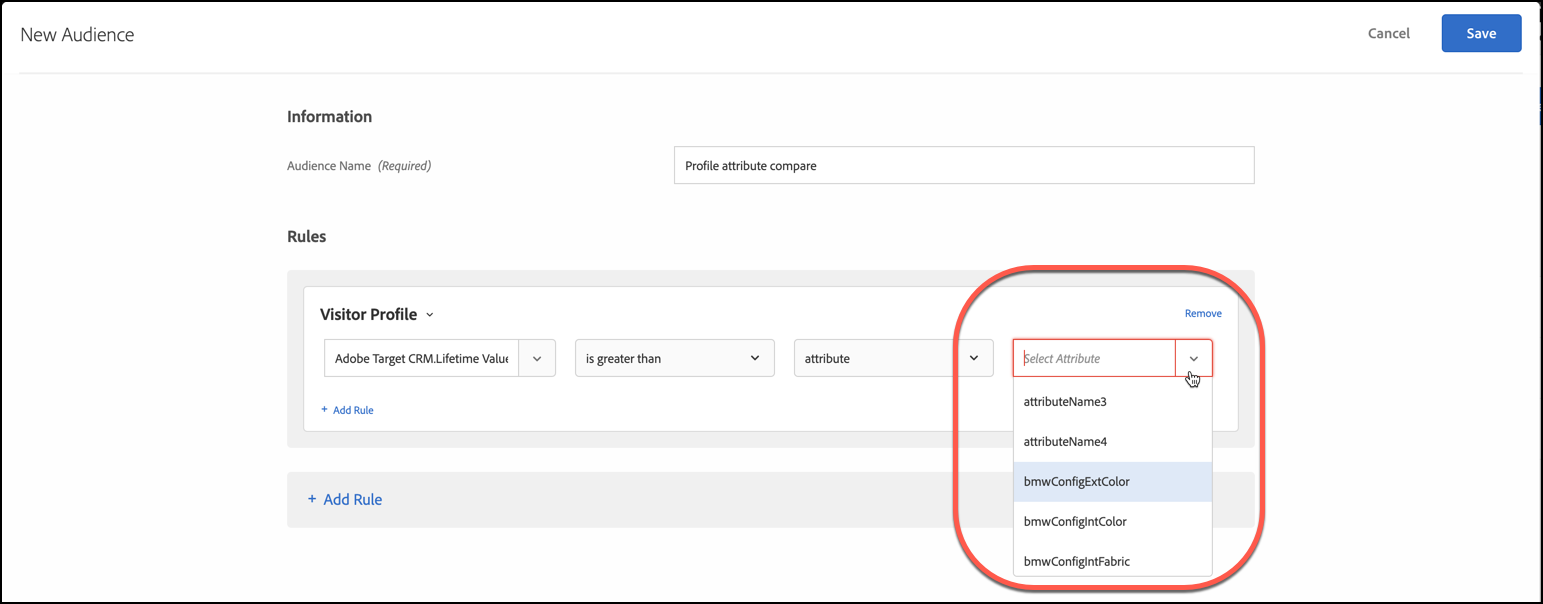 New Audience
Cancel
Save
Information
Audience Name (Required)
Profile attribute compare
Rules
Visitor Profile
Remove
Adobe Target CRM.Lifetime Value
is greater than
attribute
Select Attribute
+ Add Rule
attributeName3
attributeName4
bmwConfigExtColor
+ Add Rule
bmwConfigIntColor
bmwConfigIntFabric